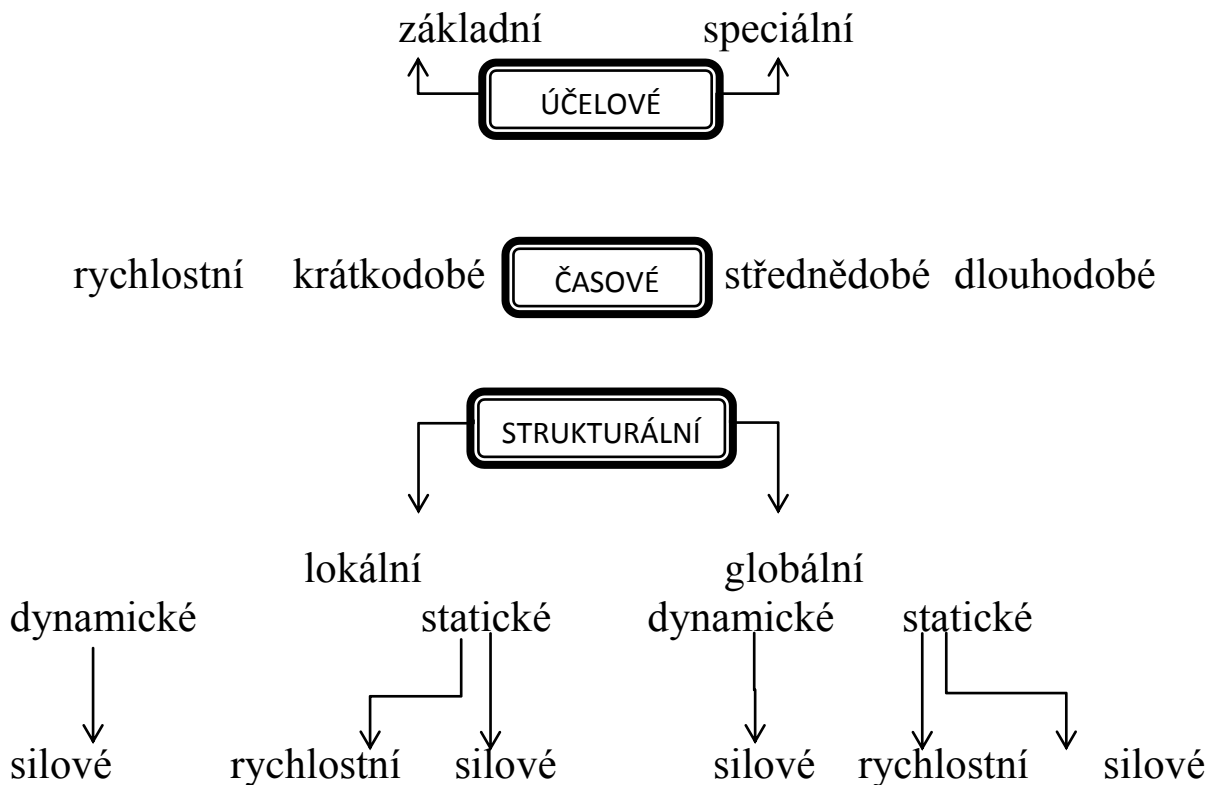 základní speciální
ÚČELOVÉ
rychlostní krátkodobé ČASOVÉ střednědobé dlouhodobé
STRUKTURÁLNÍ
lokální globální
dynamické statické dynamické statické
silové rychlostní silové silové rychlostní silové